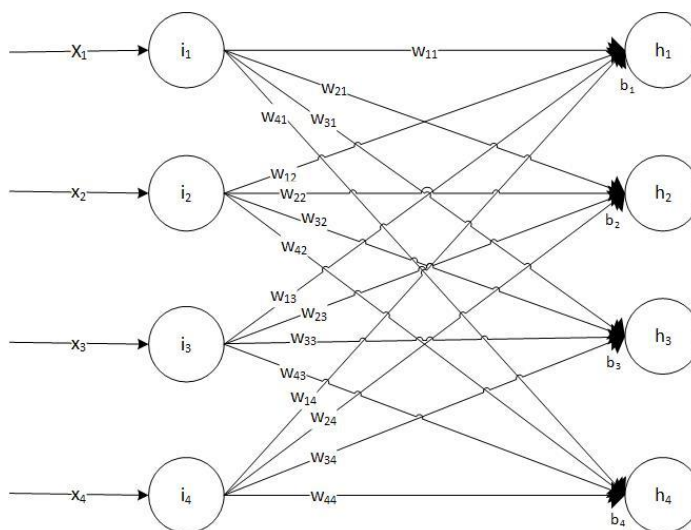 x₁ i₁ w₁₁ h₁
b₁
w₂₁
w₄₁ w₃₁
w₁₂
x₂ i₂ w₂₂ h₂
b₂
w₃₂
w₄₂
w₁₃
w₂₃
x₃ i₃ w₃₃ h₃
b₃
w₄₃
w₁₄
w₂₄
w₃₄
x₄ i₄ w₄₄ h₄
b₄